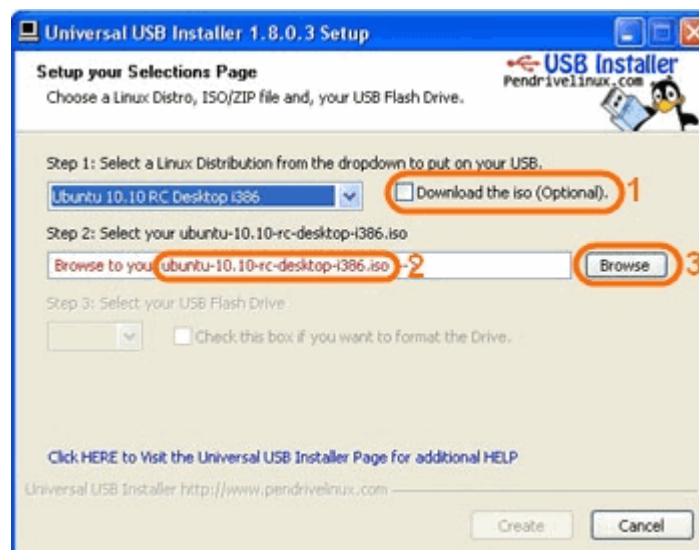 Universal USB Installer 1.8.0.3 Setup
Setup your Selections Page
Choose a Linux Distro, ISO/ZIP file and, your USB Flash Drive.
USB Installer
Pendrivelinux.com
Step 1: Select a Linux Distribution from the dropdown to put on your USB.
Ubuntu 10.10 RC Desktop i386
Download the iso (Optional). 1
Step 2: Select your ubuntu-10.10-rc-desktop-i386.iso
Browse to your ubuntu-10.10-rc-desktop-i386.iso 2
Browse 3
Step 3: Select your USB Flash Drive
Check this box if you want to format the Drive.
Click HERE to Visit the Universal USB Installer Page for additional HELP
Universal USB Installer http://www.pendrivelinux.com
Create Cancel